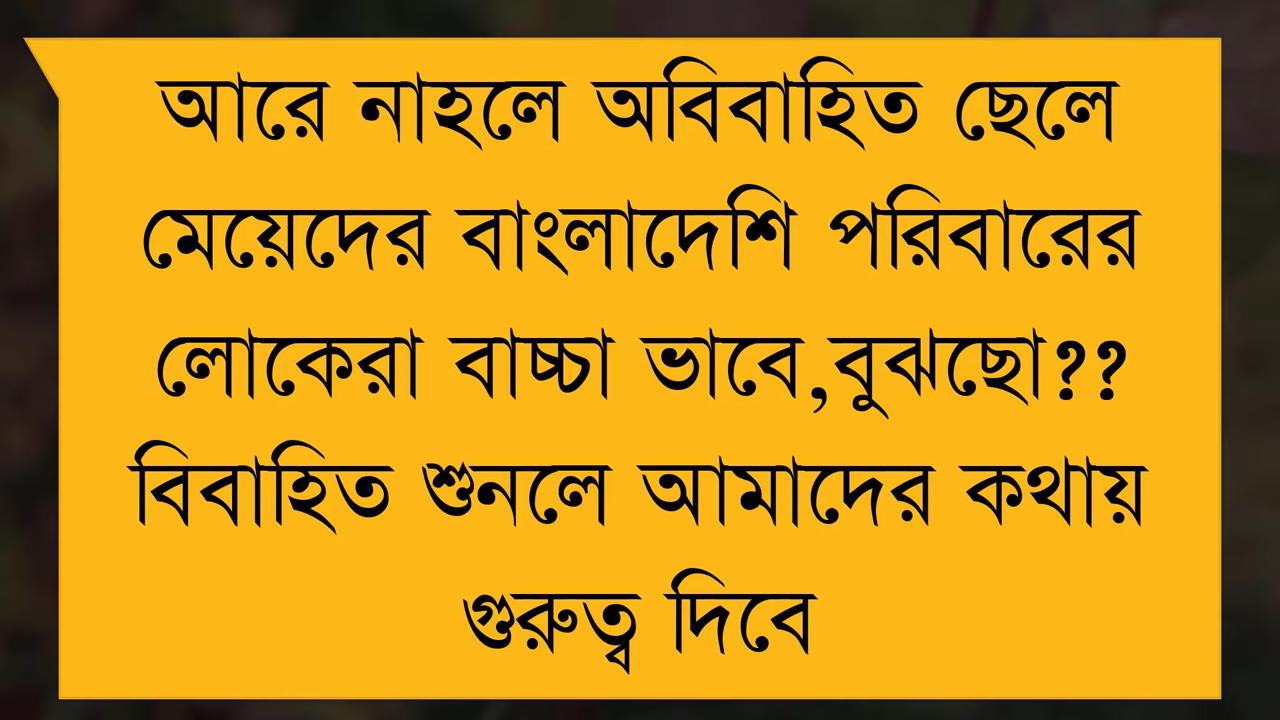 আরে নাহলে অবিবাহিত ছেলে
মেয়েদের বাংলাদেশি পরিবারের
লোকেরা বাচ্চা ভাবে,বুঝছো??
বিবাহিত শুনলে আমাদের কথায়
গুরুত্ব দিবে